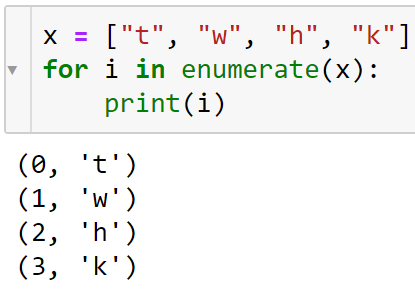 x = ["t", "w", "h", "k"]
for i in enumerate(x):
    print(i)
(0, 't')
(1, 'w')
(2, 'h')
(3, 'k')